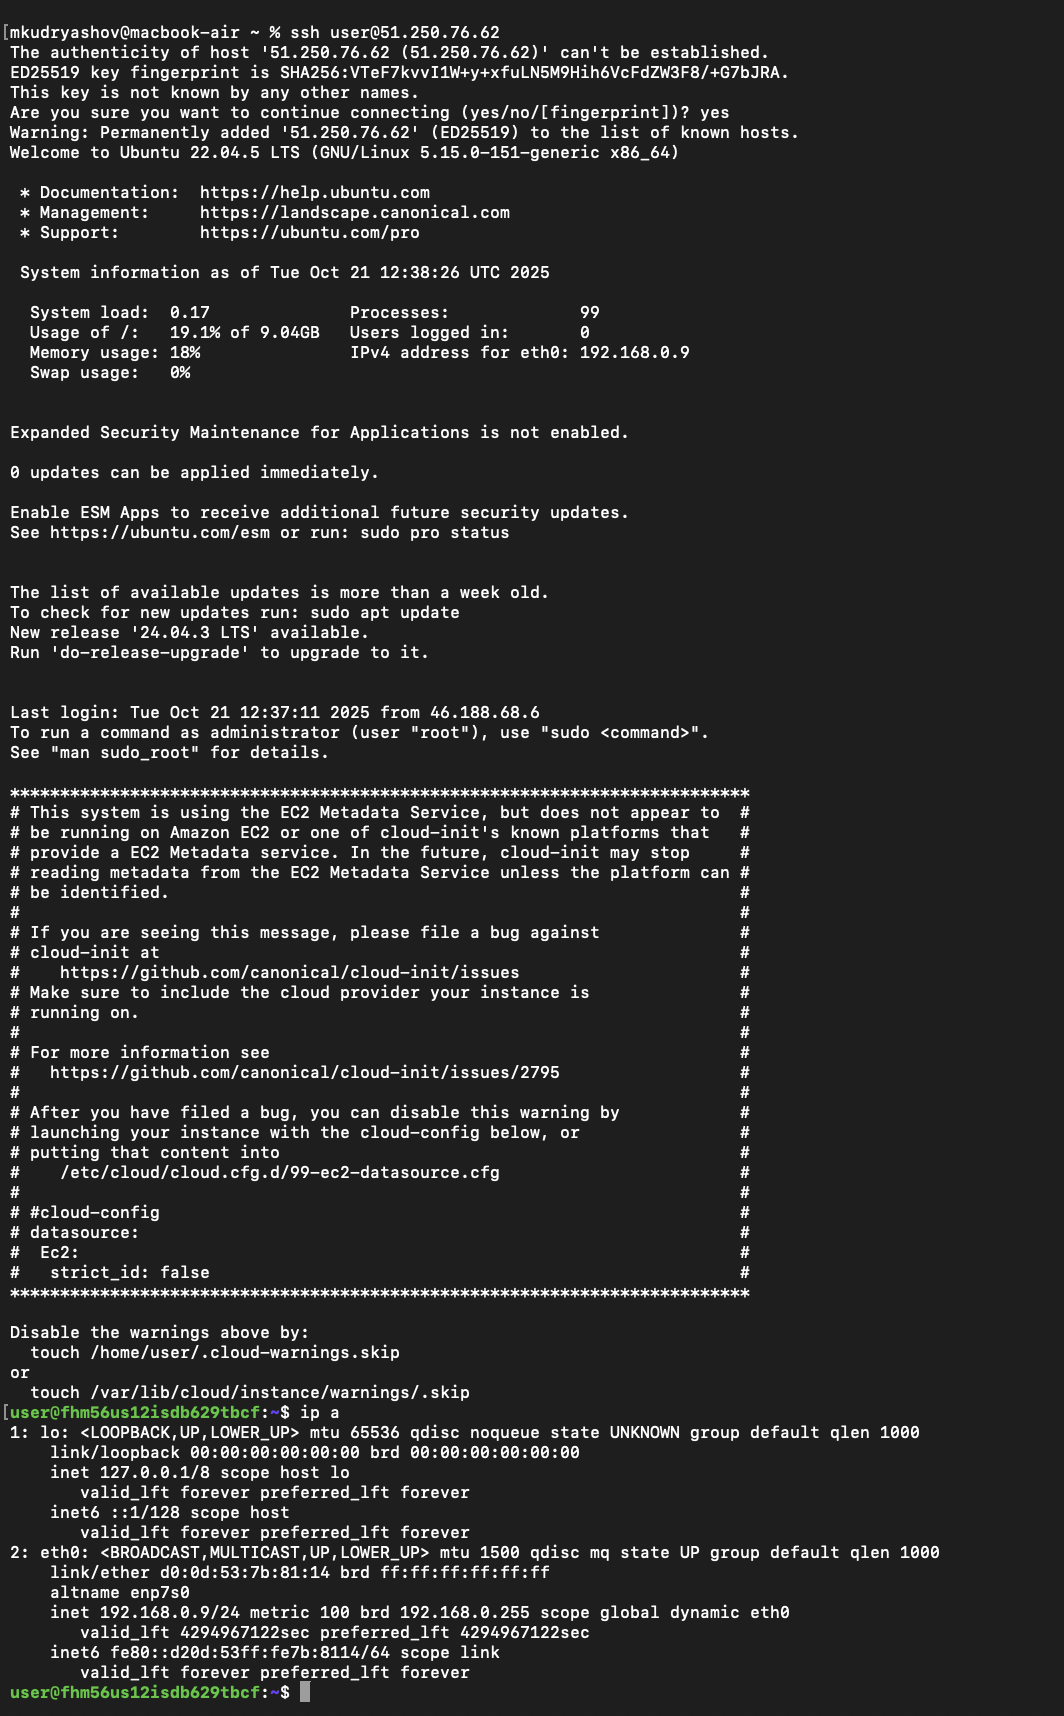 [mkudryashov@macbook-air ~ % ssh user@51.250.76.62
The authenticity of host '51.250.76.62 (51.250.76.62)' can't be established.
ED25519 key fingerprint is SHA256:VTeF7kvvI1W+y+xfuLN5M9Hih6VcFdZW3F8/+G7bJRA.
This key is not known by any other names.
Are you sure you want to continue connecting (yes/no/[fingerprint])? yes
Warning: Permanently added '51.250.76.62' (ED25519) to the list of known hosts.
Welcome to Ubuntu 22.04.5 LTS (GNU/Linux 5.15.0-151-generic x86_64)

 * Documentation:  https://help.ubuntu.com
 * Management:     https://landscape.canonical.com
 * Support:        https://ubuntu.com/pro

 System information as of Tue Oct 21 12:38:26 UTC 2025

  System load:  0.17              Processes:             99
  Usage of /:   19.1% of 9.04GB   Users logged in:       0
  Memory usage: 18%               IPv4 address for eth0: 192.168.0.9
  Swap usage:   0%

Expanded Security Maintenance for Applications is not enabled.

0 updates can be applied immediately.

Enable ESM Apps to receive additional future security updates.
See https://ubuntu.com/esm or run: sudo pro status

The list of available updates is more than a week old.
To check for new updates run: sudo apt update
New release '24.04.3 LTS' available.
Run 'do-release-upgrade' to upgrade to it.

Last login: Tue Oct 21 12:37:11 2025 from 46.188.68.6
To run a command as administrator (user "root"), use "sudo <command>".
See "man sudo_root" for details.

**************************************************************************
# This system is using the EC2 Metadata Service, but does not appear to  #
# be running on Amazon EC2 or one of cloud-init's known platforms that   #
# provide a EC2 Metadata service. In the future, cloud-init may stop     #
# reading metadata from the EC2 Metadata Service unless the platform can #
# be identified.                                                         #
#                                                                        #
# If you are seeing this message, please file a bug against              #
# cloud-init at                                                          #
#    https://github.com/canonical/cloud-init/issues                      #
# Make sure to include the cloud provider your instance is               #
# running on.                                                            #
#                                                                        #
# For more information see                                               #
#   https://github.com/canonical/cloud-init/issues/2795                  #
#                                                                        #
# After you have filed a bug, you can disable this warning by            #
# launching your instance with the cloud-config below, or                #
# putting that content into                                              #
#    /etc/cloud/cloud.cfg.d/99-ec2-datasource.cfg                        #
#                                                                        #
# #cloud-config                                                          #
# datasource:                                                            #
#  Ec2:                                                                  #
#   strict_id: false                                                     #
**************************************************************************

Disable the warnings above by:
  touch /home/user/.cloud-warnings.skip
or
  touch /var/lib/cloud/instance/warnings/.skip
[user@fhm56us12isdb629tbcf:~$ ip a
1: lo: <LOOPBACK,UP,LOWER_UP> mtu 65536 qdisc noqueue state UNKNOWN group default qlen 1000
    link/loopback 00:00:00:00:00:00 brd 00:00:00:00:00:00
    inet 127.0.0.1/8 scope host lo
       valid_lft forever preferred_lft forever
    inet6 ::1/128 scope host
       valid_lft forever preferred_lft forever
2: eth0: <BROADCAST,MULTICAST,UP,LOWER_UP> mtu 1500 qdisc mq state UP group default qlen 1000
    link/ether d0:0d:53:7b:81:14 brd ff:ff:ff:ff:ff:ff
    altname enp7s0
    inet 192.168.0.9/24 metric 100 brd 192.168.0.255 scope global dynamic eth0
       valid_lft 4294967122sec preferred_lft 4294967122sec
    inet6 fe80::d20d:53ff:fe7b:8114/64 scope link
       valid_lft forever preferred_lft forever
user@fhm56us12isdb629tbcf:~$